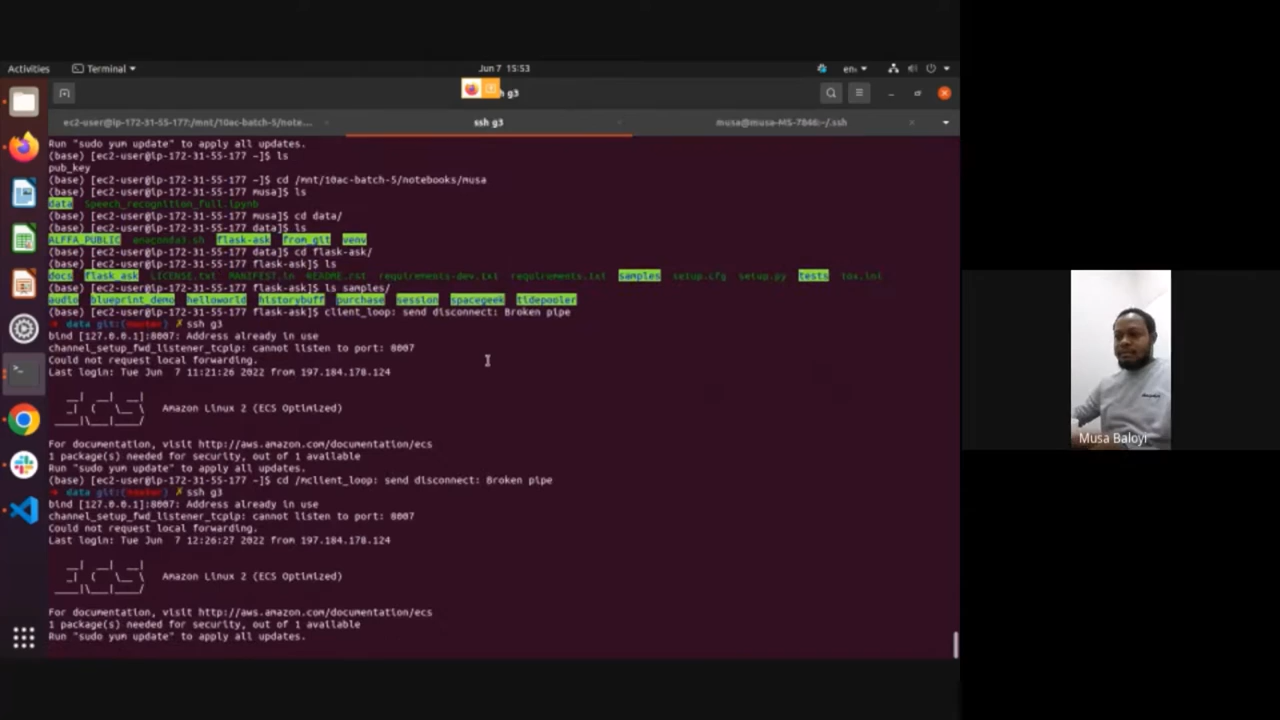 Activities
Terminal
Jun 7 15:53
en
h g3
ec2-user@ip-172-31-55-177:/mnt/10ac-batch-5/note...
ssh g3
musa@musa-MS-7846:~/.ssh
Run "sudo yum update" to apply all updates.
(base) [ec2-user@ip-172-31-55-177 ~]$ ls
pub_key
(base) [ec2-user@ip-172-31-55-177 ~]$ cd /mnt/10ac-batch-5/notebooks/musa
(base) [ec2-user@ip-172-31-55-177 musa]$ ls
data Speech_recognition_full.ipynb
(base) [ec2-user@ip-172-31-55-177 musa]$ cd data/
(base) [ec2-user@ip-172-31-55-177 data]$ ls
ALFFA_PUBLIC anaconda3.sh flask-ask from_git venv
(base) [ec2-user@ip-172-31-55-177 data]$ cd flask-ask/
(base) [ec2-user@ip-172-31-55-177 flask-ask]$ ls
docs flask_ask LICENSE.txt MANIFEST.in README.rst requirements-dev.txt requirements.txt samples setup.cfg setup.py tests tox.ini
(base) [ec2-user@ip-172-31-55-177 flask-ask]$ ls samples/
audio blueprint_demo helloworld historybuff purchase session spacegeek tidepooler
(base) [ec2-user@ip-172-31-55-177 flask-ask]$ client_loop: send disconnect: Broken pipe
➜ data git:(master) ✗ ssh g3
bind [127.0.0.1]:8007: Address already in use
channel_setup_fwd_listener_tcpip: cannot listen to port: 8007
Could not request local forwarding.
Last login: Tue Jun 7 11:21:26 2022 from 197.184.178.124
Amazon Linux 2 (ECS Optimized)
For documentation, visit http://aws.amazon.com/documentation/ecs
1 package(s) needed for security, out of 1 available
Run "sudo yum update" to apply all updates.
(base) [ec2-user@ip-172-31-55-177 ~]$ cd /mclient_loop: send disconnect: Broken pipe
➜ data git:(master) ✗ ssh g3
bind [127.0.0.1]:8007: Address already in use
channel_setup_fwd_listener_tcpip: cannot listen to port: 8007
Could not request local forwarding.
Last login: Tue Jun 7 12:26:27 2022 from 197.184.178.124
Amazon Linux 2 (ECS Optimized)
For documentation, visit http://aws.amazon.com/documentation/ecs
1 package(s) needed for security, out of 1 available
Run "sudo yum update" to apply all updates.
Musa Baloyi